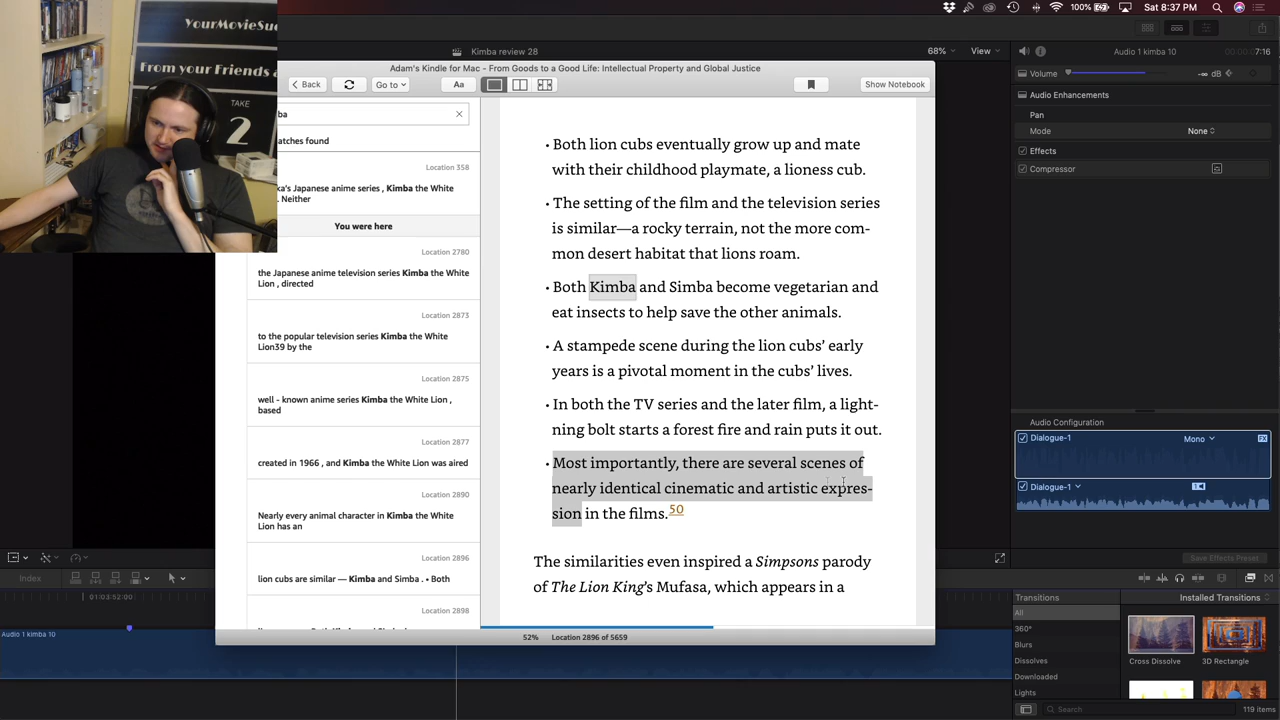 100%
Sat 8:37 PM
YourMovieSuc
From your Friends a
TAKE
2
Kimba review 28
68%
View
Audio 1 kimba 10
7:16
Adam's Kindle for Mac - From Goods to a Good Life: Intellectual Property and Global Justice
Back
Go to
Aa
Show Notebook
ba
atches found
Location 358
ka's Japanese anime series , Kimba the White
. Neither
You were here
Location 2780
the Japanese anime television series Kimba the White
Lion , directed
Location 2873
to the popular television series Kimba the White
Lion39 by the
Location 2875
well - known anime series Kimba the White Lion ,
based
Location 2877
created in 1966 , and Kimba the White Lion was aired
Location 2890
Nearly every animal character in Kimba the White
Lion has an
Location 2896
lion cubs are similar — Kimba and Simba . • Both
Location 2898
• Both lion cubs eventually grow up and mate
with their childhood playmate, a lioness cub.
• The setting of the film and the television series
is similar—a rocky terrain, not the more com-
mon desert habitat that lions roam.
• Both Kimba and Simba become vegetarian and
eat insects to help save the other animals.
• A stampede scene during the lion cubs’ early
years is a pivotal moment in the cubs’ lives.
• In both the TV series and the later film, a light-
ning bolt starts a forest fire and rain puts it out.
• Most importantly, there are several scenes of
nearly identical cinematic and artistic expres-
sion in the films.50
The similarities even inspired a Simpsons parody
of The Lion King’s Mufasa, which appears in a
52%
Location 2896 of 5659
Volume
-∞ dB
Audio Enhancements
Pan
Mode
None
Effects
Compressor
Audio Configuration
Dialogue-1
Mono
FX
Dialogue-1
Save Effects Preset
Index
01:03:52:00
Audio 1 kimba 10
Transitions
Installed Transitions
All
360°
Blurs
Dissolves
Downloaded
Lights
Cross Dissolve
3D Rectangle
Search
119 items